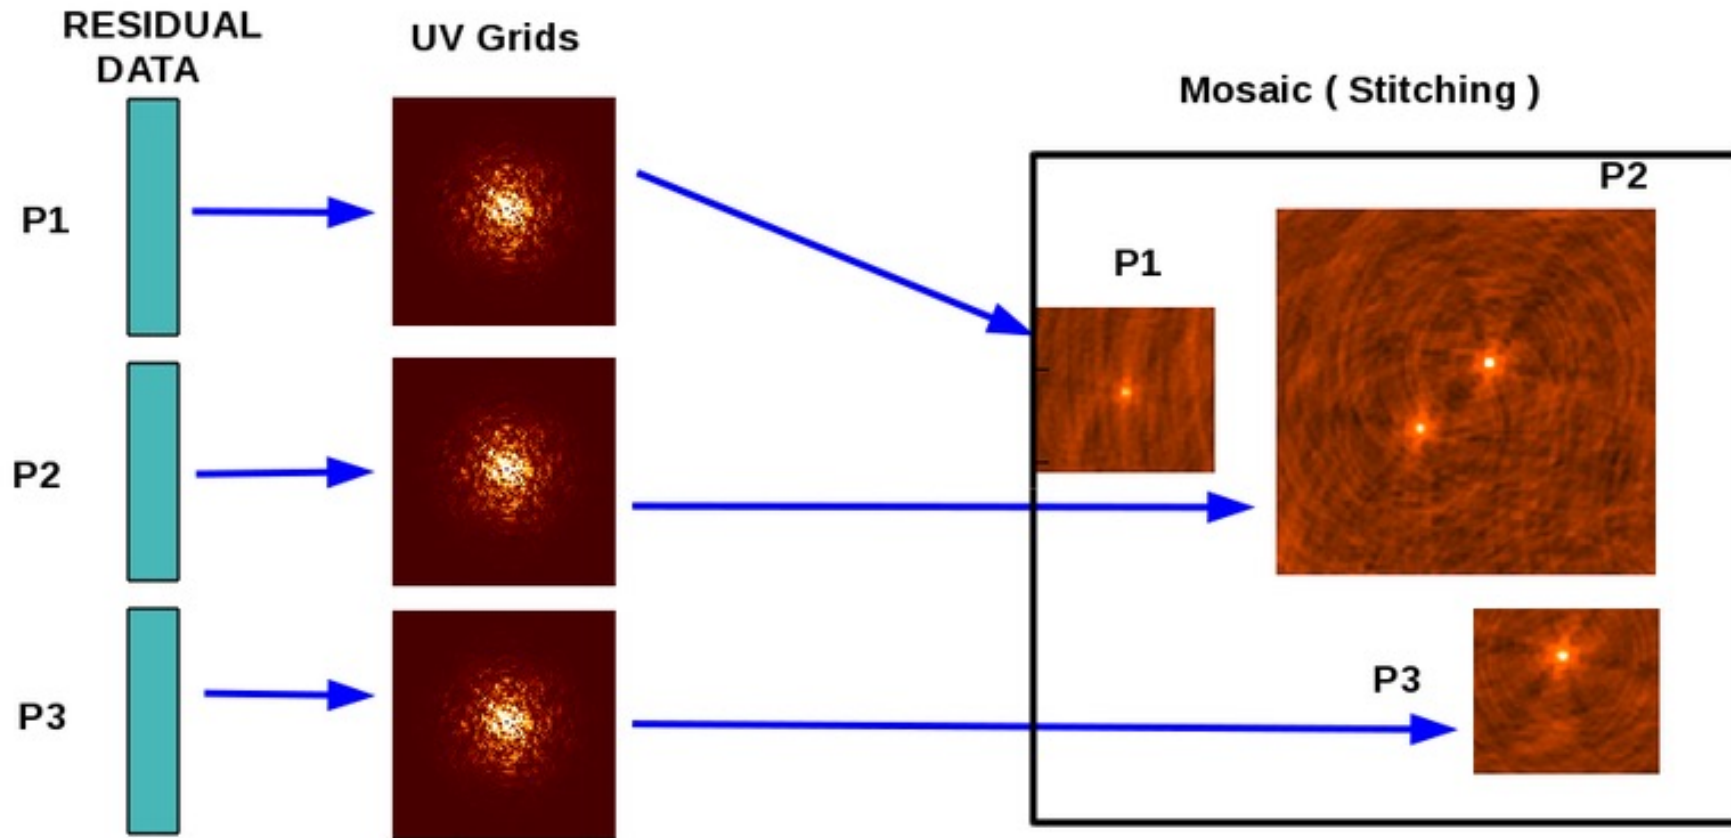 RESIDUAL
DATA
UV Grids
Mosaic ( Stitching )
P1
P2
P3
P1
P2
P3